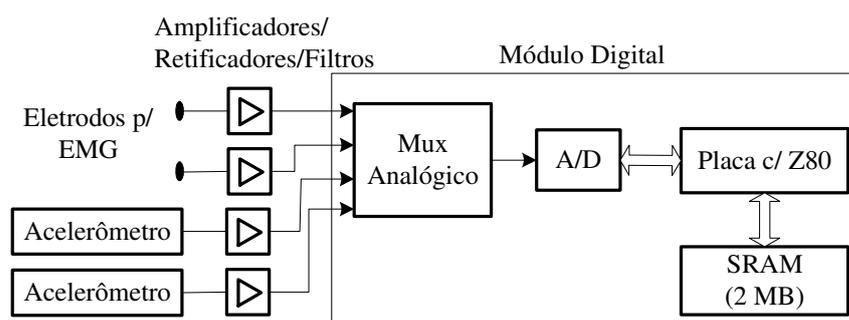 Amplificadores/
Retificadores/Filtros
Módulo Digital
Eletrodos p/
EMG
Mux
Analógico
A/D
Placa c/ Z80
Acelerômetro
Acelerômetro
SRAM
(2 MB)